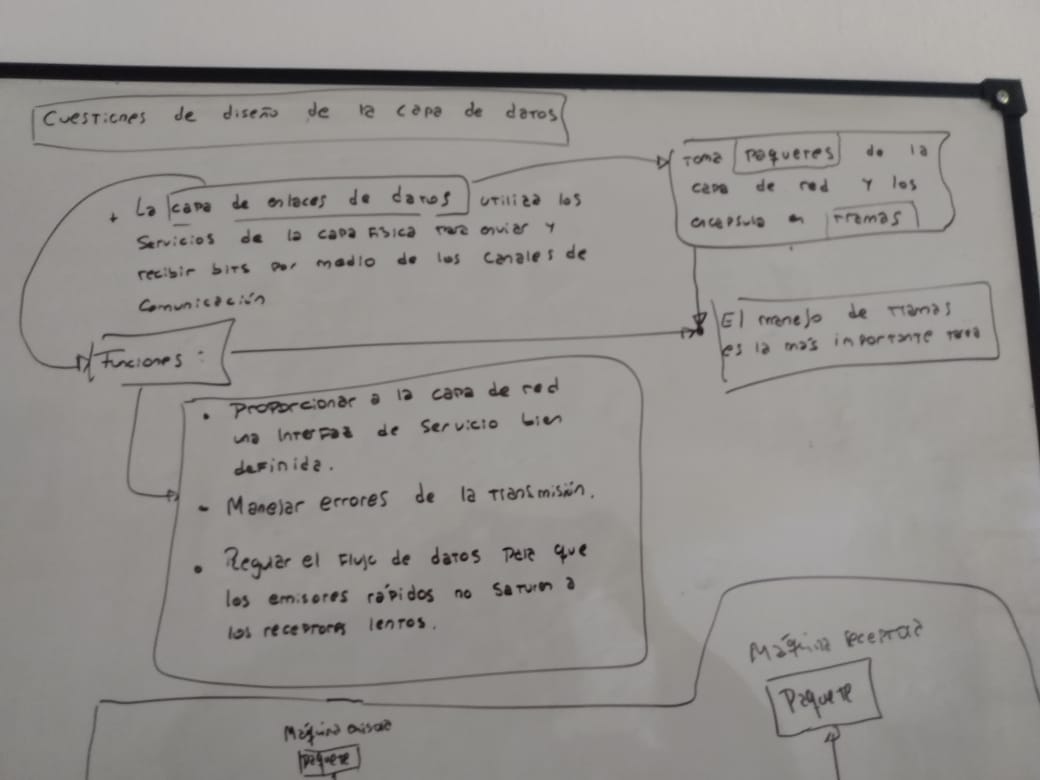 Cuestiones de diseño de la capa de datos
+ La capa de enlaces de datos utiliza los
servicios de la capa física para enviar y
recibir bits por medio de los canales de
comunicación
Toma paquetes de la
capa de red y los
encapsula en tramas
El manejo de tramas
es la más importante tarea
Funciones:
• Proporcionar a la capa de red
una interfaz de servicio bien
definida.
• Manejar errores de la transmisión.
• Regular el flujo de datos para que
los emisores rápidos no saturen a
los receptores lentos.
Máquina emisora
Paquete
Máquina receptora
Paquete